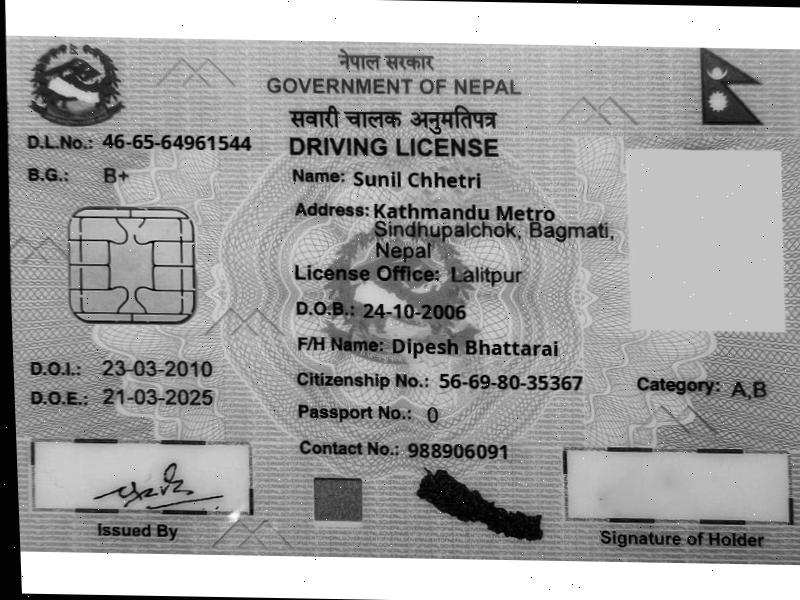 नेपाल सरकार
GOVERNMENT OF NEPAL
सवारी चालक अनुमतिपत्र
DRIVING LICENSE
D.L.No.: 46-65-64961544
B.G.: B+
Name: Sunil Chhetri
Address: Kathmandu Metro
Sindhupalchok, Bagmati,
Nepal
License Office: Lalitpur
D.O.B.: 24-10-2006
F/H Name: Dipesh Bhattarai
D.O.I.: 23-03-2010
D.O.E.: 21-03-2025
Citizenship No.: 56-69-80-35367
Category: A,B
Passport No.: 0
Contact No.: 988906091
Issued By
Signature of Holder